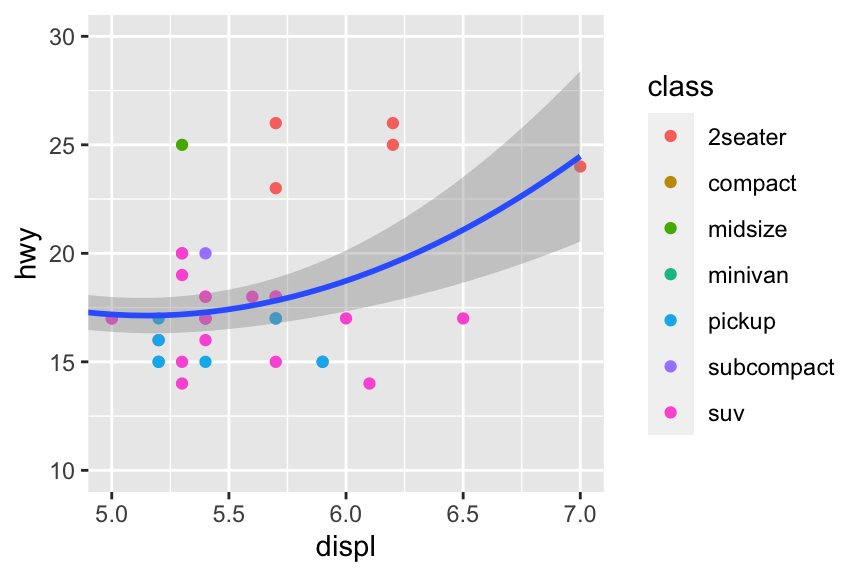 30
25
20
15
10
hwy
5.0 5.5 6.0 6.5 7.0
displ
class
2seater
compact
midsize
minivan
pickup
subcompact
suv